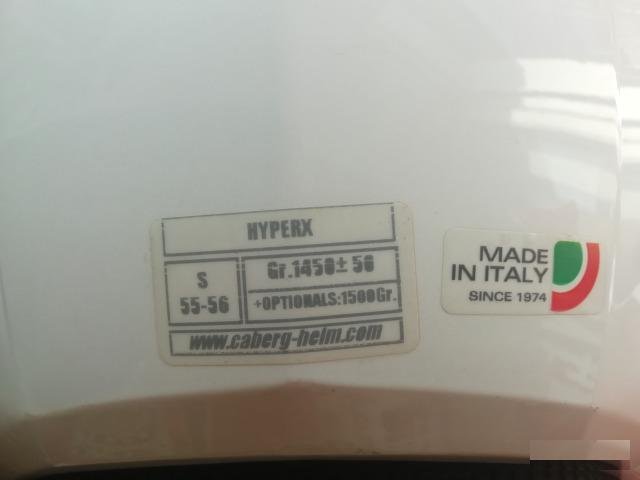 HYPERX
S
55-56
Gr.1450± 50
+OPTIONALS:1500Gr.
www.caberg-helm.com
MADE
IN ITALY
SINCE 1974